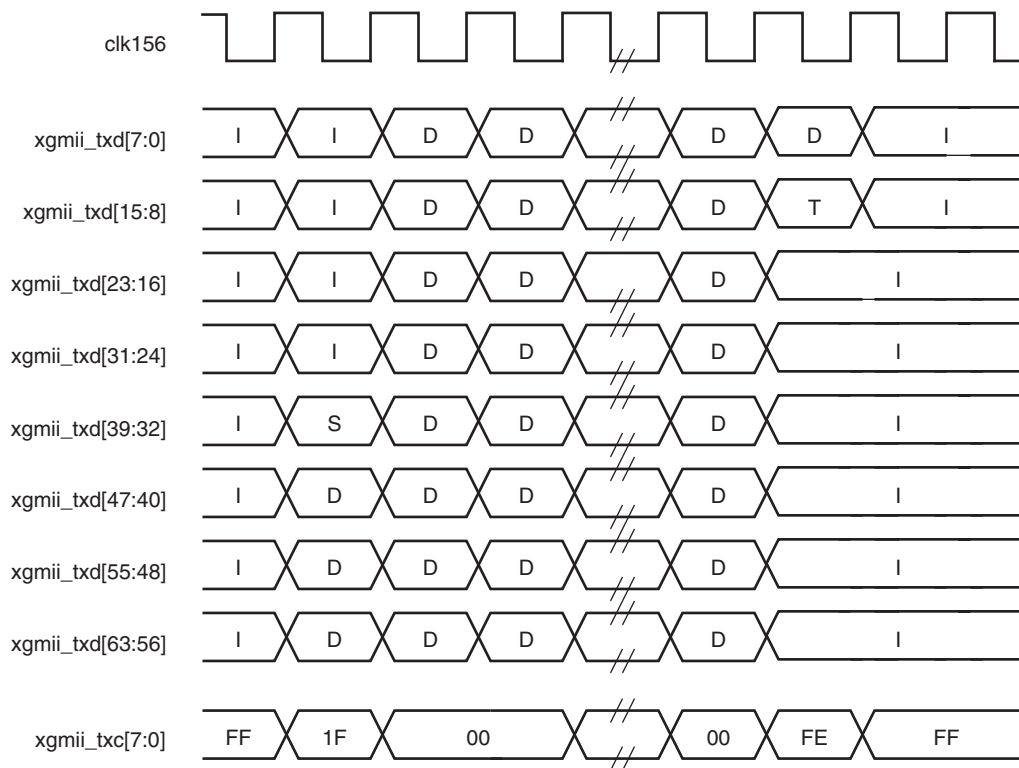 clk156
xgmii_txd[7:0] I I D D D D I
xgmii_txd[15:8] I I D D D T I
xgmii_txd[23:16] I I D D D I
xgmii_txd[31:24] I I D D D I
xgmii_txd[39:32] I S D D D I
xgmii_txd[47:40] I D D D D I
xgmii_txd[55:48] I D D D D I
xgmii_txd[63:56] I D D D D I
xgmii_txc[7:0] FF 1F 00 00 FE FF